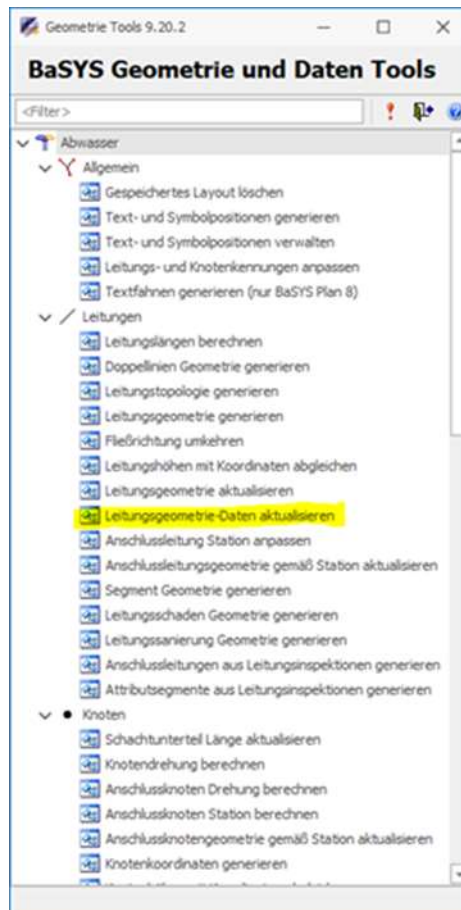 Geometrie Tools 9.20.2
BaSYS Geometrie und Daten Tools
<Filter>
Abwasser
Allgemein
Gespeichertes Layout löschen
Text- und Symbolpositionen generieren
Text- und Symbolpositionen verwalten
Leitungs- und Knotenkennungen anpassen
Textfahnen generieren (nur BaSYS Plan 8)
Leitungen
Leitungslängen berechnen
Doppellinien Geometrie generieren
Leitungstopologie generieren
Leitungsgeometrie generieren
Fließrichtung umkehren
Leitungshöhen mit Koordinaten abgleichen
Leitungsgeometrie aktualisieren
Leitungsgeometrie-Daten aktualisieren
Anschlussleitung Station anpassen
Anschlussleitungsgeometrie gemäß Station aktualisieren
Segment Geometrie generieren
Leitungsschaden Geometrie generieren
Leitungssanierung Geometrie generieren
Anschlussleitungen aus Leitungsinspektionen generieren
Attributsegmente aus Leitungsinspektionen generieren
Knoten
Schachtunterteil Länge aktualisieren
Knotendrehung berechnen
Anschlussknoten Drehung berechnen
Anschlussknoten Station berechnen
Anschlussknotengeometrie gemäß Station aktualisieren
Knotenkoordinaten generieren